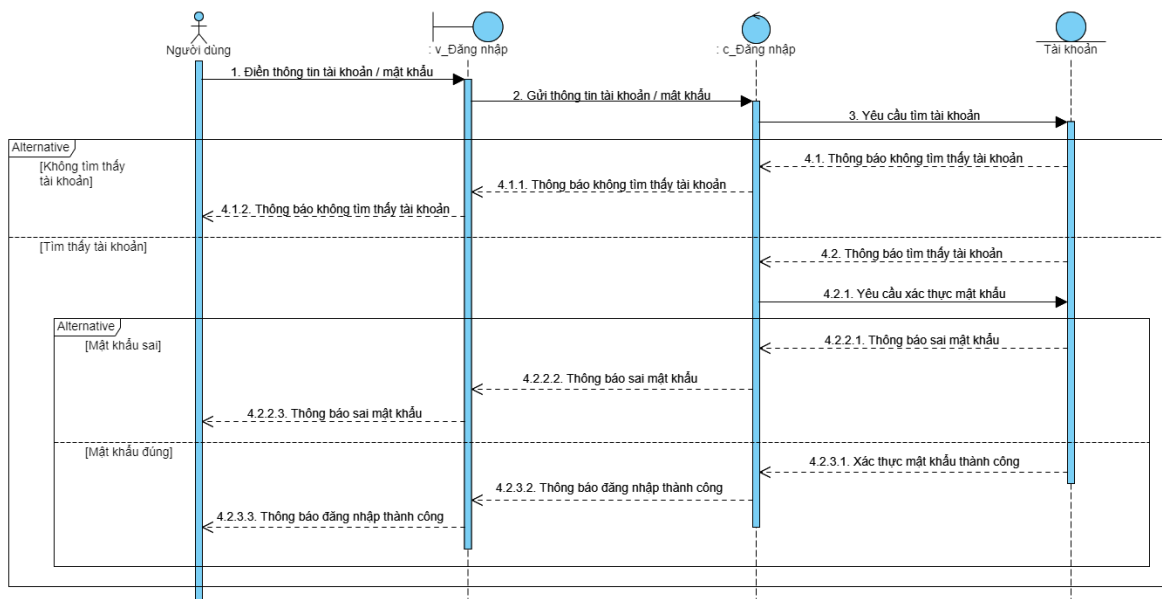 Người dùng
: v_Đăng nhập
: c_Đăng nhập
Tài khoản
1. Điền thông tin tài khoản / mật khẩu
2. Gửi thông tin tài khoản / mật khẩu
3. Yêu cầu tìm tài khoản
Alternative
[Không tìm thấy
tài khoản]
4.1. Thông báo không tìm thấy tài khoản
4.1.1. Thông báo không tìm thấy tài khoản
4.1.2. Thông báo không tìm thấy tài khoản
[Tìm thấy tài khoản]
4.2. Thông báo tìm thấy tài khoản
4.2.1. Yêu cầu xác thực mật khẩu
Alternative
[Mật khẩu sai]
4.2.2.1. Thông báo sai mật khẩu
4.2.2.2. Thông báo sai mật khẩu
4.2.2.3. Thông báo sai mật khẩu
[Mật khẩu đúng]
4.2.3.1. Xác thực mật khẩu thành công
4.2.3.2. Thông báo đăng nhập thành công
4.2.3.3. Thông báo đăng nhập thành công